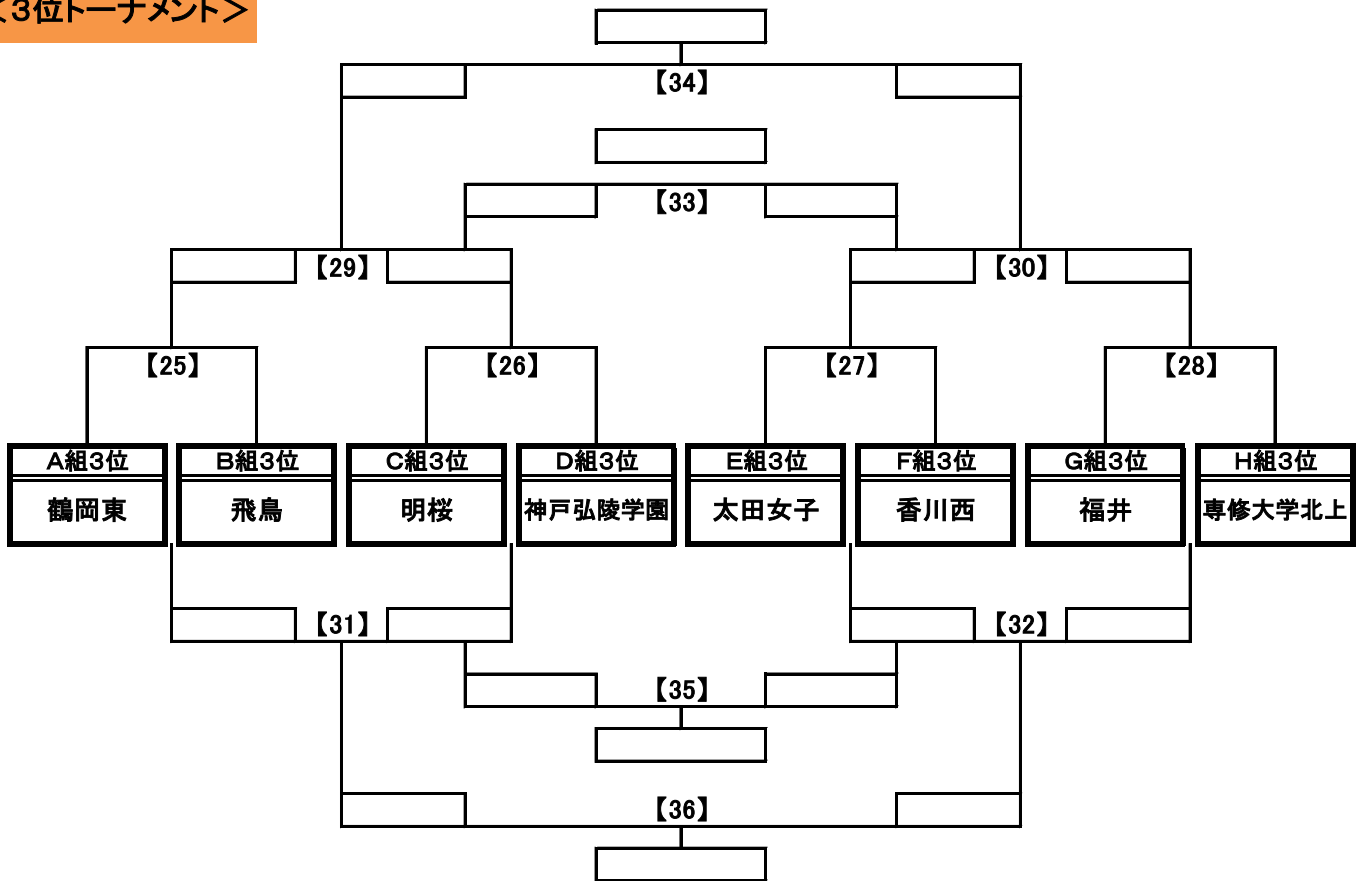 <３位トーナメント＞
【34】
【33】
【29】
【30】
【25】
【26】
【27】
【28】
A組３位
B組３位
C組３位
D組３位
E組３位
F組３位
G組３位
H組３位
鶴岡東
飛鳥
明桜
神戸弘陵学園
太田女子
香川西
福井
専修大学北上
【31】
【32】
【35】
【36】